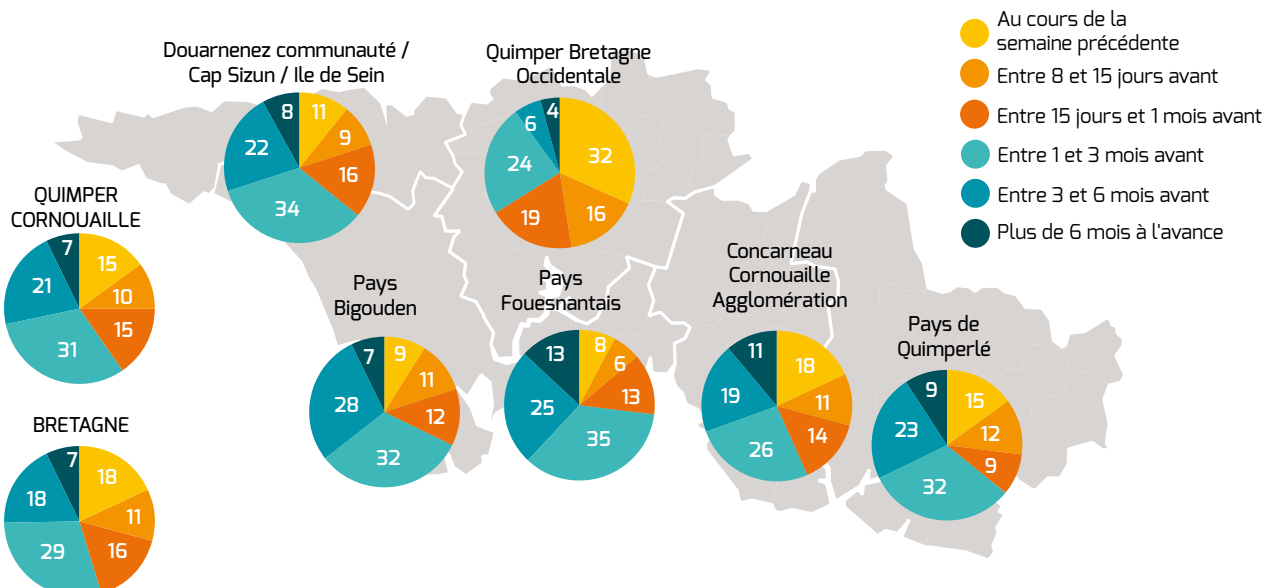 Au cours de la
semaine précédente
Entre 8 et 15 jours avant
Entre 15 jours et 1 mois avant
Entre 1 et 3 mois avant
Entre 3 et 6 mois avant
Plus de 6 mois à l'avance
Douarnenez communauté /
Cap Sizun / Ile de Sein
11
9
16
34
22
8
Quimper Bretagne
Occidentale
32
16
19
24
6
4
QUIMPER
CORNOUAILLE
15
10
15
31
21
7
Pays
Bigouden
9
11
12
32
28
7
Pays
Fouesnantais
8
6
13
35
25
13
Concarneau
Cornouaille
Agglomération
18
11
14
26
19
11
Pays de
Quimperlé
15
12
9
32
23
9
BRETAGNE
18
11
16
29
18
7